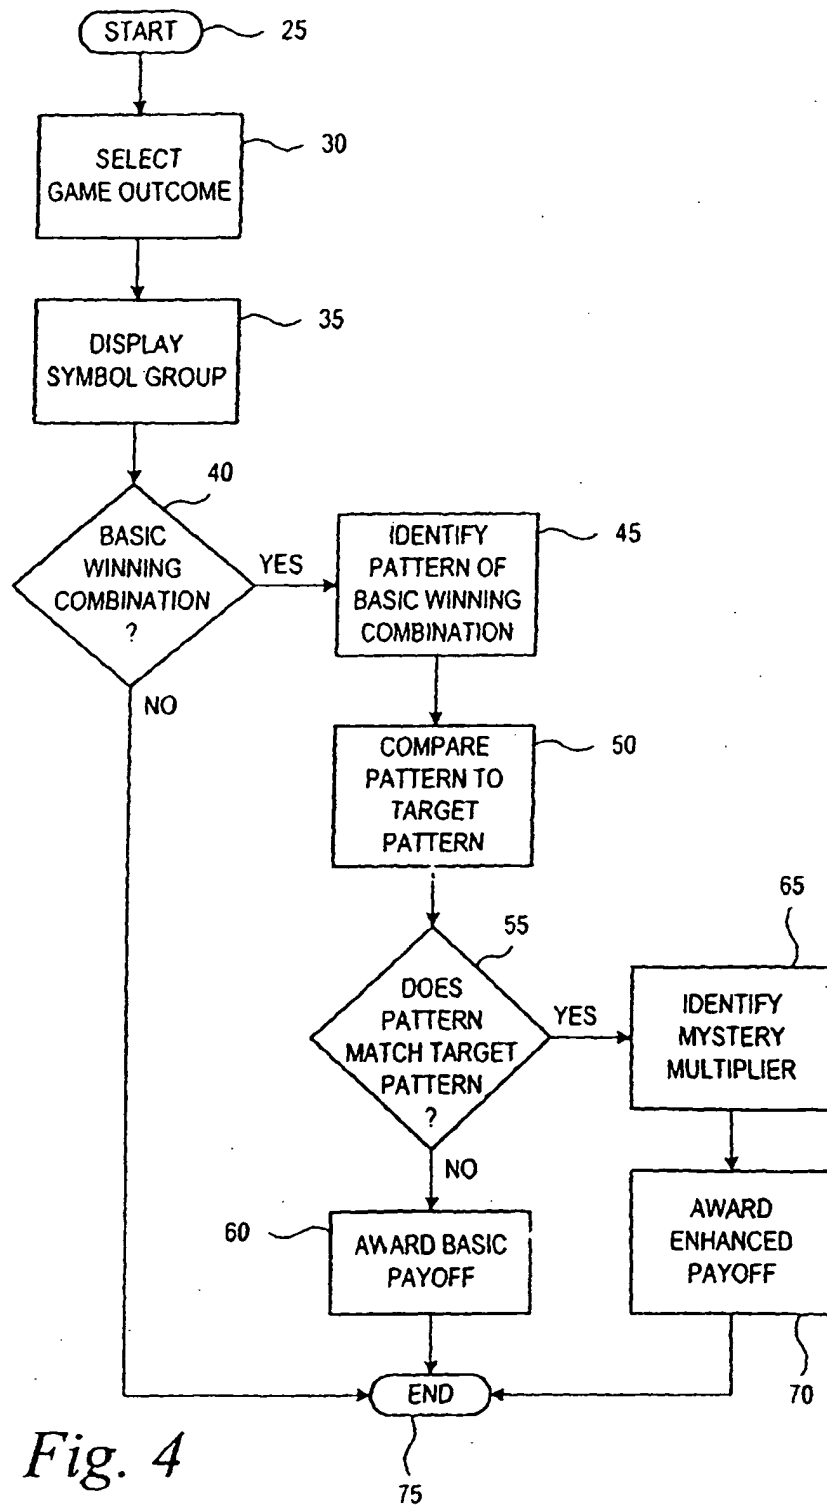 START
25
SELECT
GAME OUTCOME
30
DISPLAY
SYMBOL GROUP
35
BASIC
WINNING
COMBINATION
?
40
YES
NO
IDENTIFY
PATTERN OF
BASIC WINNING
COMBINATION
45
COMPARE
PATTERN TO
TARGET
PATTERN
50
DOES
PATTERN
MATCH TARGET
PATTERN
?
55
YES
NO
IDENTIFY
MYSTERY
MULTIPLIER
65
AWARD BASIC
PAYOFF
60
AWARD
ENHANCED
PAYOFF
70
END
75
Fig. 4